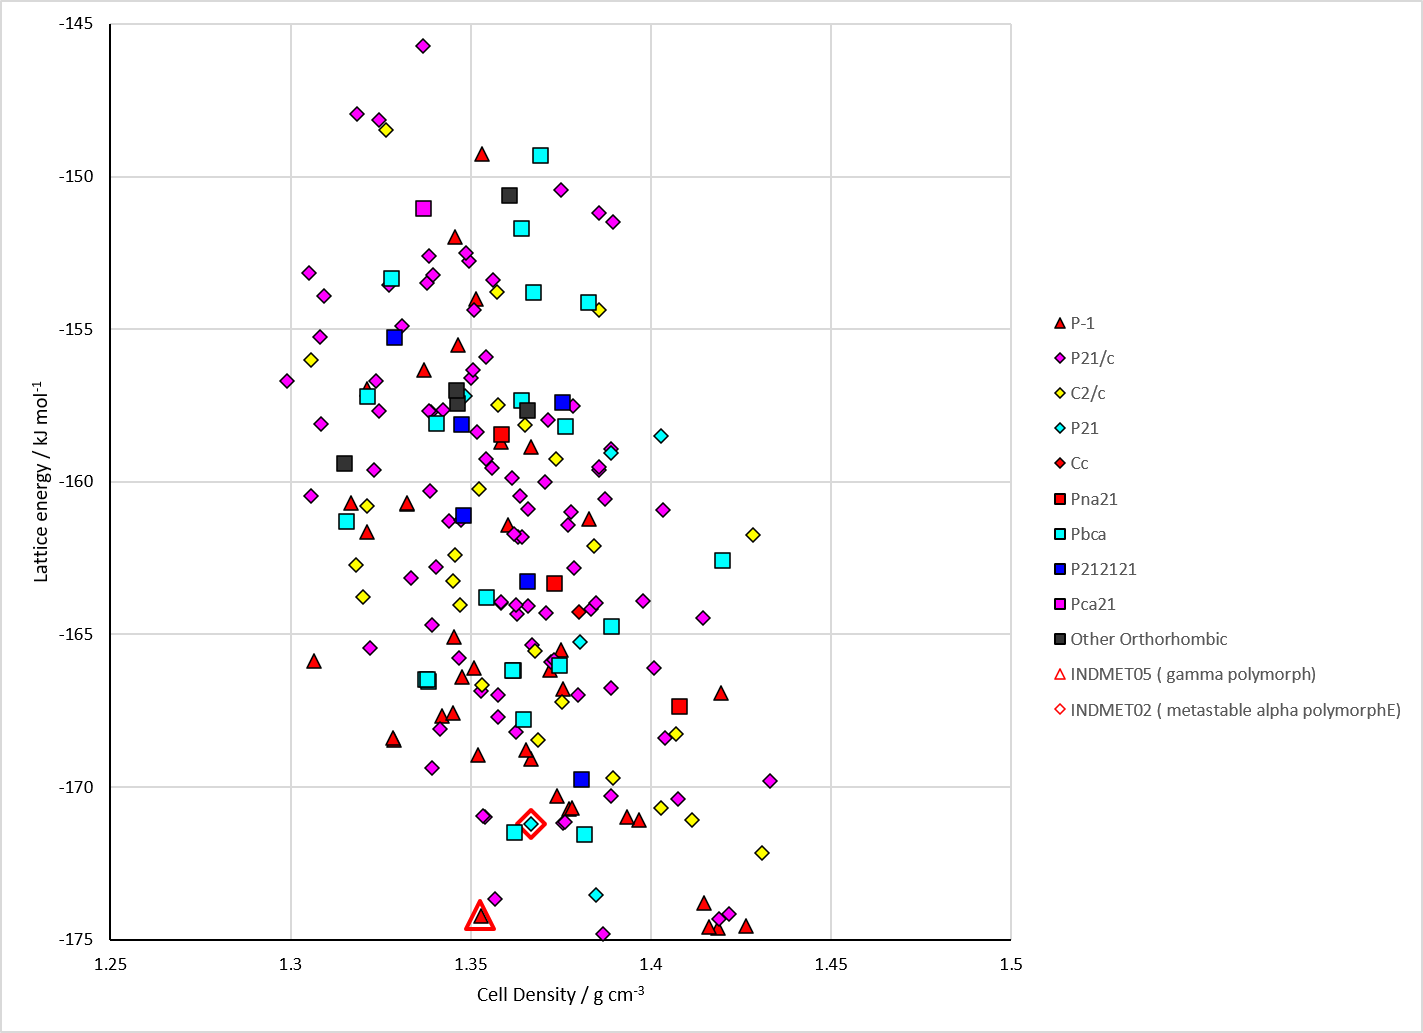 -145
-150
-155
-160
-165
-170
-175
Lattice energy / kJ mol-1
1.25 1.3 1.35 1.4 1.45 1.5
Cell Density / g cm-3
P-1
P21/c
C2/c
P21
Cc
Pna21
Pbca
P212121
Pca21
Other Orthorhombic
INDMET05 ( gamma polymorph)
INDMET02 ( metastable alpha polymorphE)